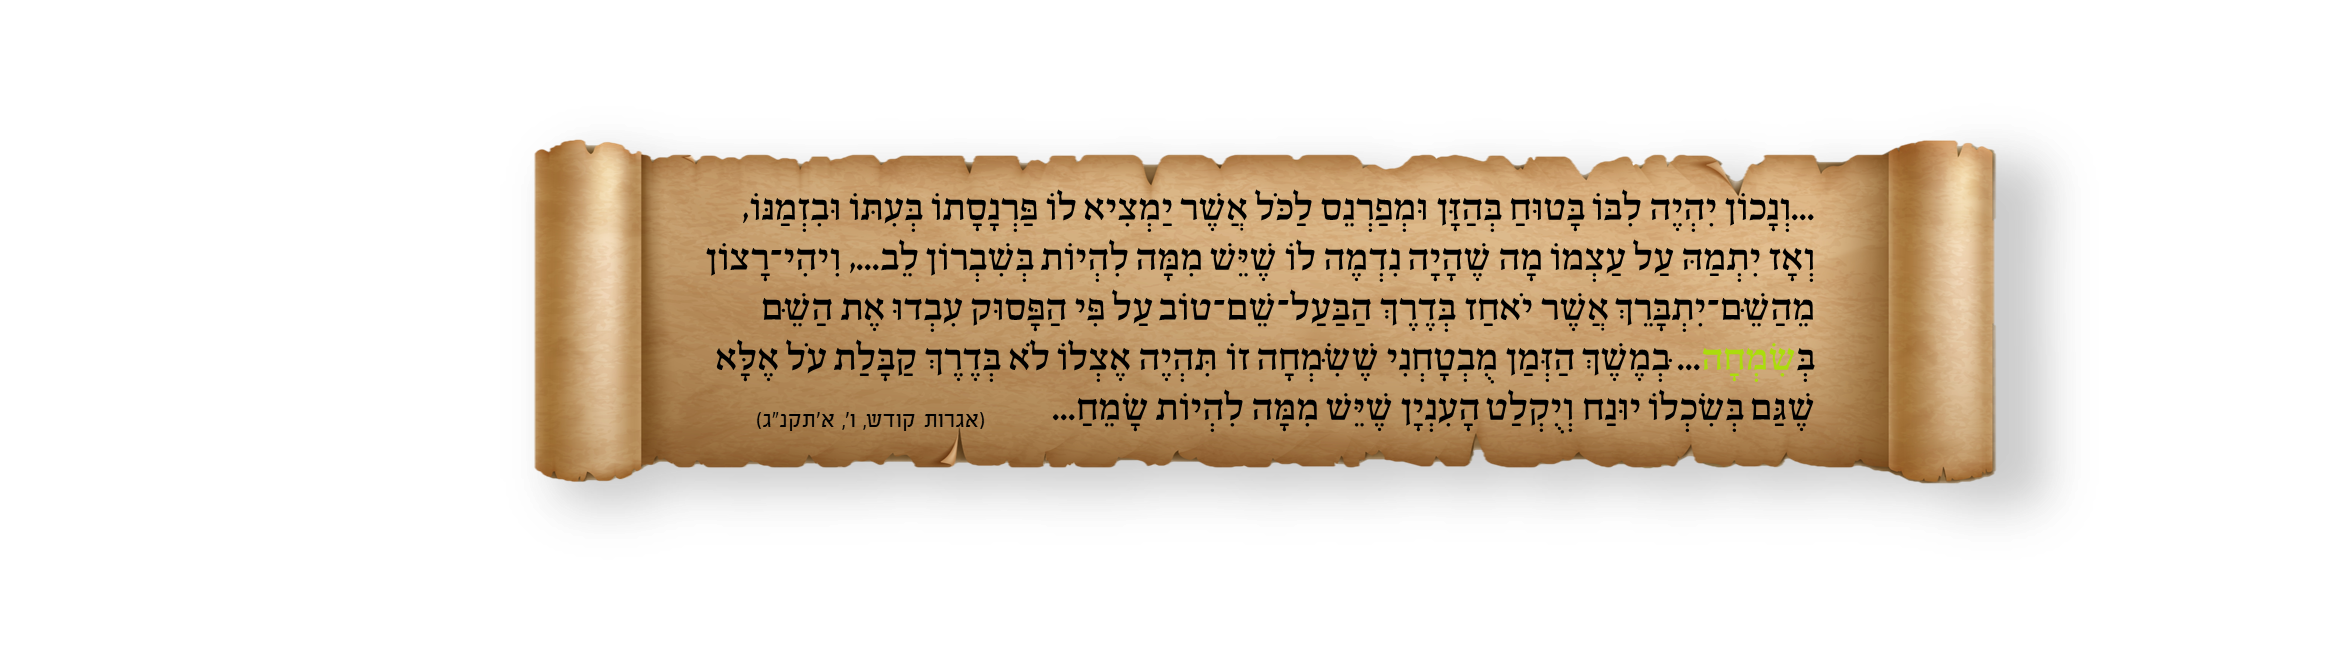 ...וְנָכוֹן יִהְיֶה לִבּוֹ בָּטוּחַ בְּהַזָּן וּמְפַרְנֵס לַכֹּל אֲשֶׁר יַמְצִיא לוֹ פַּרְנָסָתוֹ בְּעִתּוֹ וּבִזְמַנּוֹ,
וְאָז יִתְמַהּ עַל עַצְמוֹ מָה שֶׁהָיָה נִדְמֶה לוֹ שֶׁיֵּשׁ מִמָּה לִהְיוֹת בְּשִׁבְרוֹן לֵב..., וִיהִי־רָצוֹן
מֵהַשֵּׁם־יִתְבָּרֵךְ אֲשֶׁר יֹאחַז בְּדֶרֶךְ הַבַּעַל־שֵׁם־טוֹב עַל פִּי הַפָּסוּק עִבְדוּ אֶת הַשֵּׁם
בְּשִׂמְחָה... בְּמֶשֶׁךְ הַזְּמַן מֻבְטָחְנִי שֶׁשִּׂמְחָה זוֹ תִּהְיֶה אֶצְלוֹ לֹא בְּדֶרֶךְ קַבָּלַת עֹל אֶלָּא
שֶׁגַּם בְּשִׂכְלוֹ יוּנַח וְיֻקְלַט הָעִנְיָן שֶׁיֵּשׁ מִמָּה לִהְיוֹת שָׂמֵחַ... (אגרות קודש, ו', א'תקנ"ג)